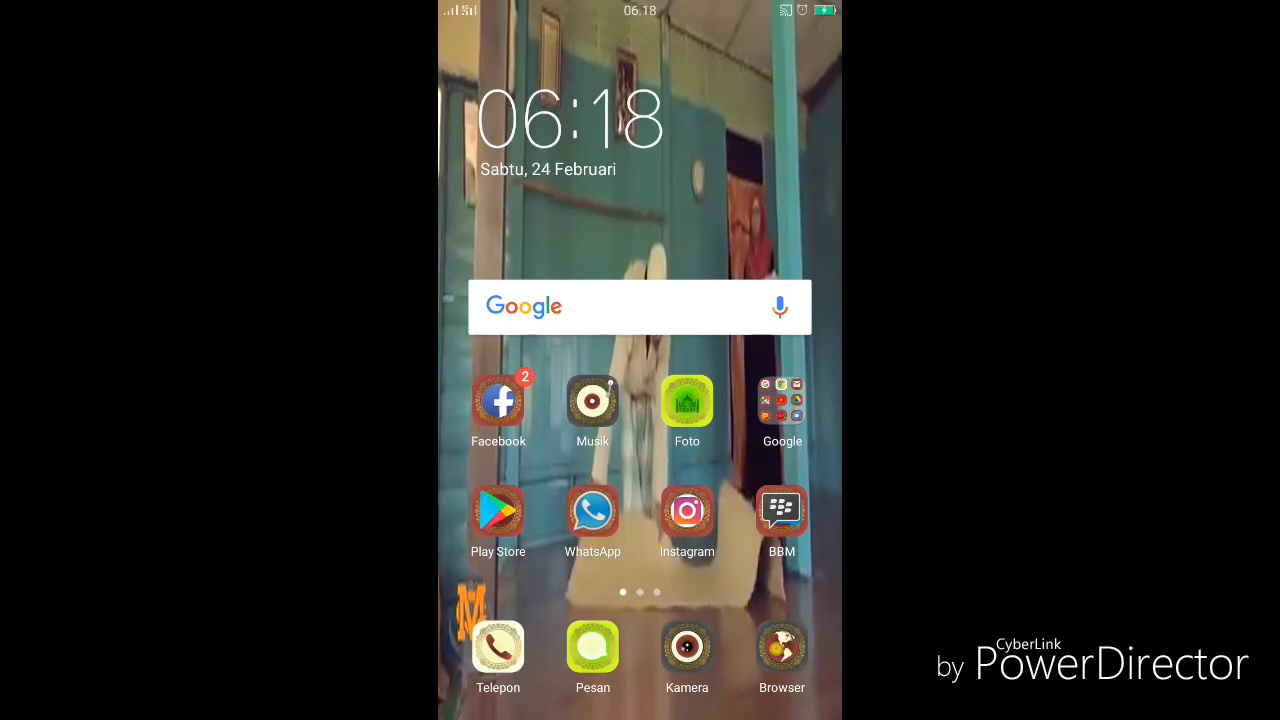 06.18
06:18
Sabtu, 24 Februari
Google
2
Facebook
Musik
Foto
Google
Play Store
WhatsApp
Instagram
BBM
M
Telepon
Pesan
Kamera
Browser
CyberLink
by PowerDirector